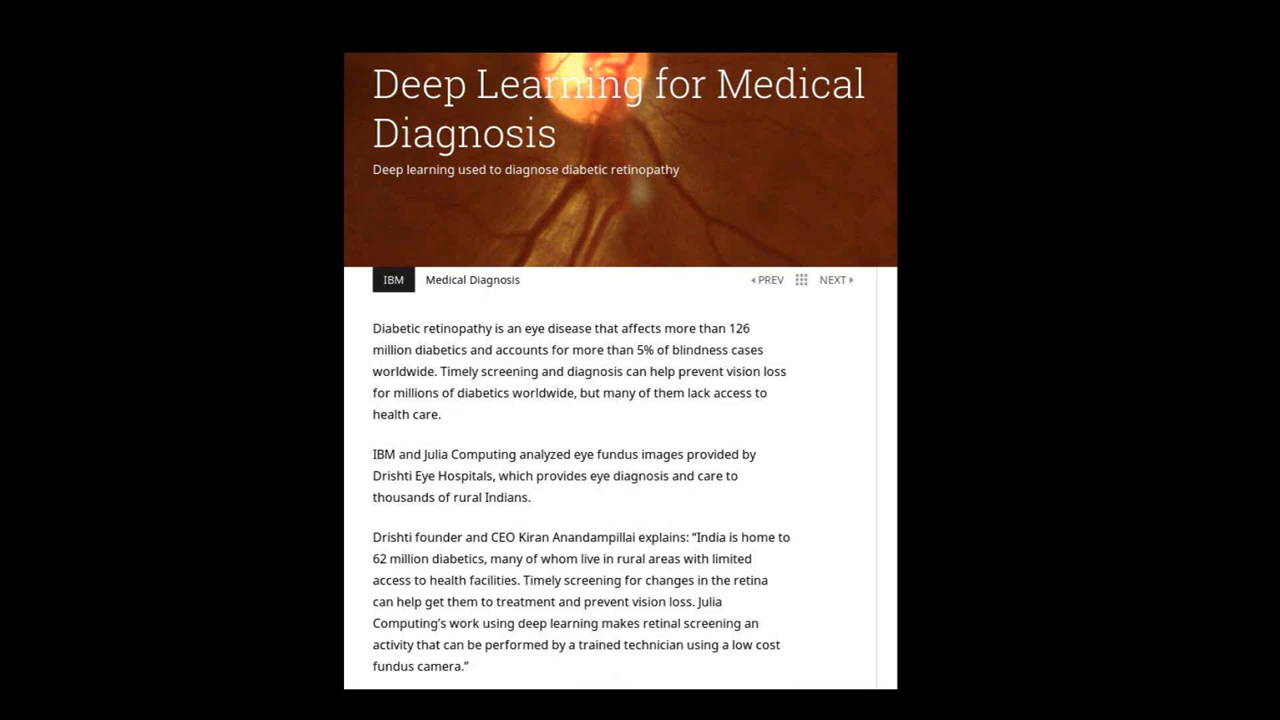 Deep Learning for Medical
Diagnosis
Deep learning used to diagnose diabetic retinopathy
IBM Medical Diagnosis PREV NEXT
Diabetic retinopathy is an eye disease that affects more than 126
million diabetics and accounts for more than 5% of blindness cases
worldwide. Timely screening and diagnosis can help prevent vision loss
for millions of diabetics worldwide, but many of them lack access to
health care.
IBM and Julia Computing analyzed eye fundus images provided by
Drishti Eye Hospitals, which provides eye diagnosis and care to
thousands of rural Indians.
Drishti founder and CEO Kiran Anandampillai explains: “India is home to
62 million diabetics, many of whom live in rural areas with limited
access to health facilities. Timely screening for changes in the retina
can help get them to treatment and prevent vision loss. Julia
Computing’s work using deep learning makes retinal screening an
activity that can be performed by a trained technician using a low cost
fundus camera.”